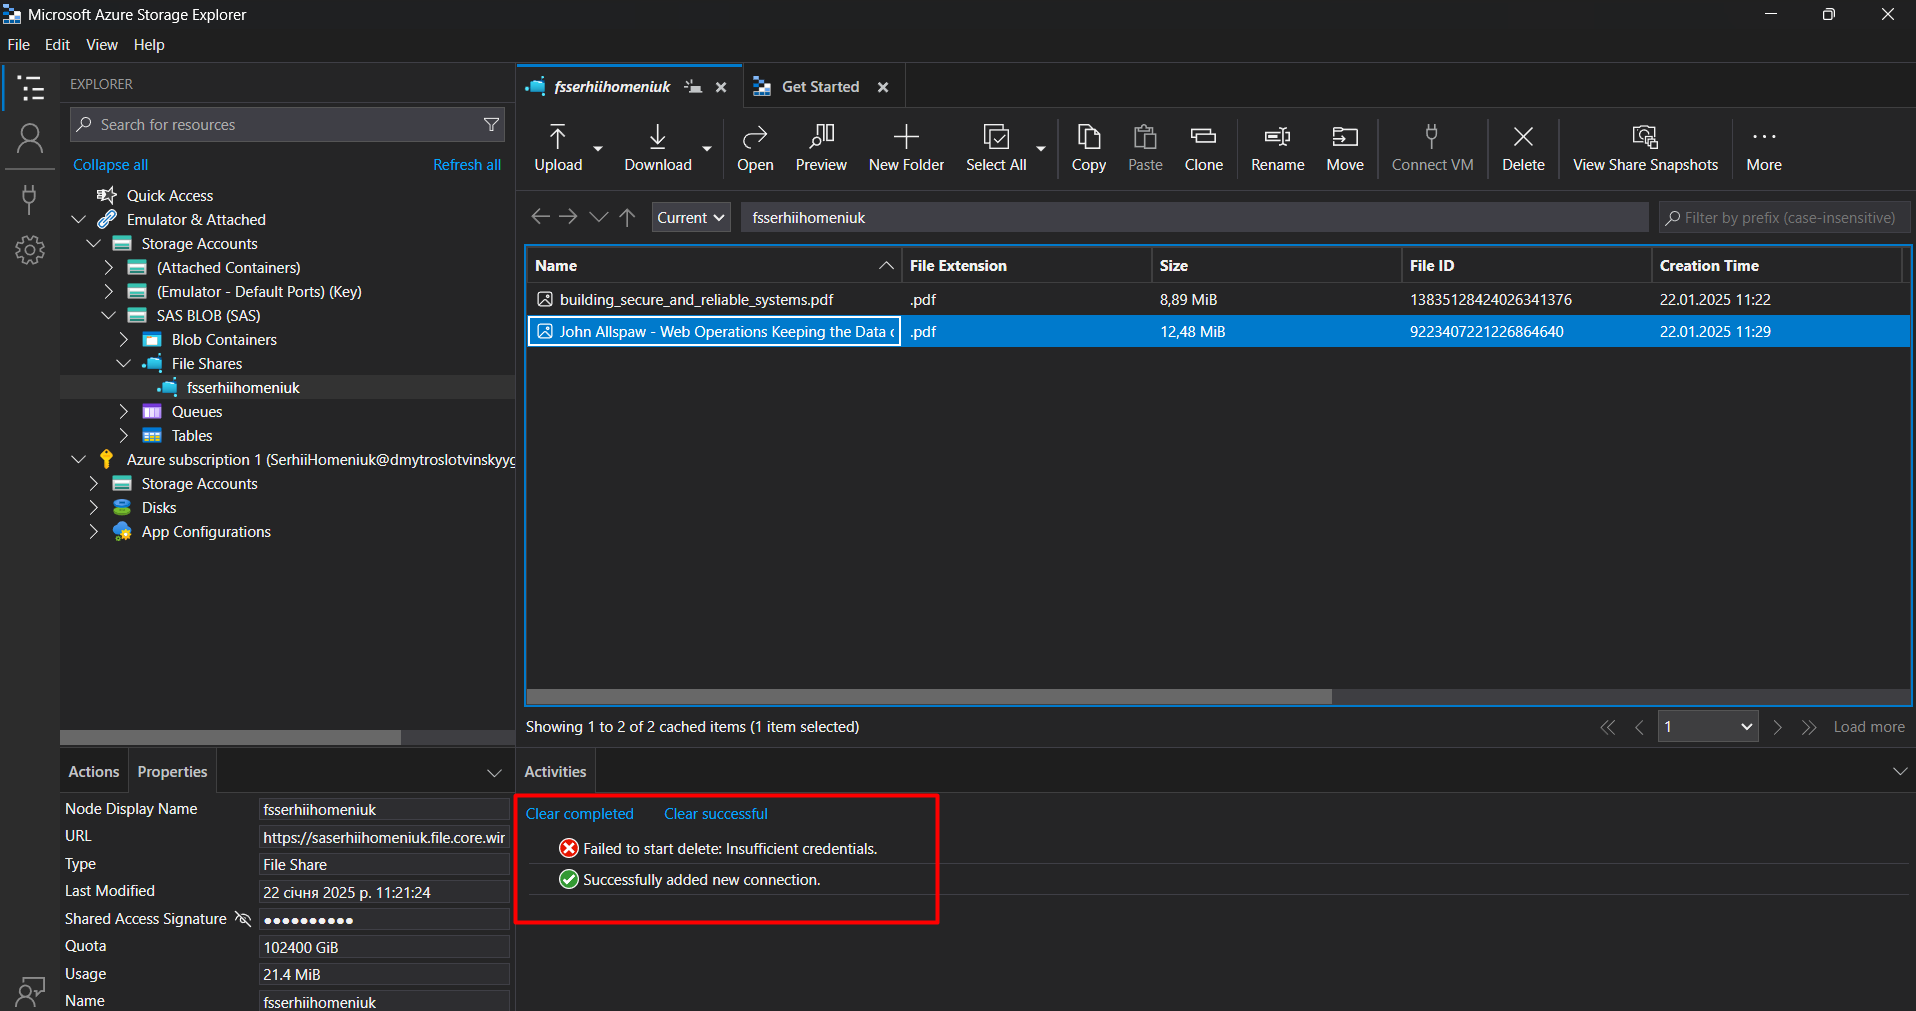 Microsoft Azure Storage Explorer
File Edit View Help
EXPLORER
Search for resources
Collapse all Refresh all
Quick Access
Emulator & Attached
Storage Accounts
(Attached Containers)
(Emulator - Default Ports) (Key)
SAS BLOB (SAS)
Blob Containers
File Shares
fsserhiihomeniuk
Queues
Tables
Azure subscription 1 (SerhiiHomeniuk@dmytroslotvinskyyg
Storage Accounts
Disks
App Configurations
fsserhiihomeniuk Get Started
Upload Download Open Preview New Folder Select All Copy Paste Clone Rename Move Connect VM Delete View Share Snapshots More
Current fsserhiihomeniuk Filter by prefix (case-insensitive)
Name File Extension Size File ID Creation Time
building_secure_and_reliable_systems.pdf .pdf 8,89 MiB 13835128424026341376 22.01.2025 11:22
John Allspaw - Web Operations Keeping the Data .pdf 12,48 MiB 9223407221226864640 22.01.2025 11:29
Showing 1 to 2 of 2 cached items (1 item selected) 1 Load more
Actions Properties
Node Display Name fsserhiihomeniuk
URL https://saserhiihomeniuk.file.core.wir
Type File Share
Last Modified 22 січня 2025 р. 11:21:24
Shared Access Signature ●●●●●●●●●●
Quota 102400 GiB
Usage 21.4 MiB
Name fsserhiihomeniuk
Activities
Clear completed Clear successful
Failed to start delete: Insufficient credentials.
Successfully added new connection.